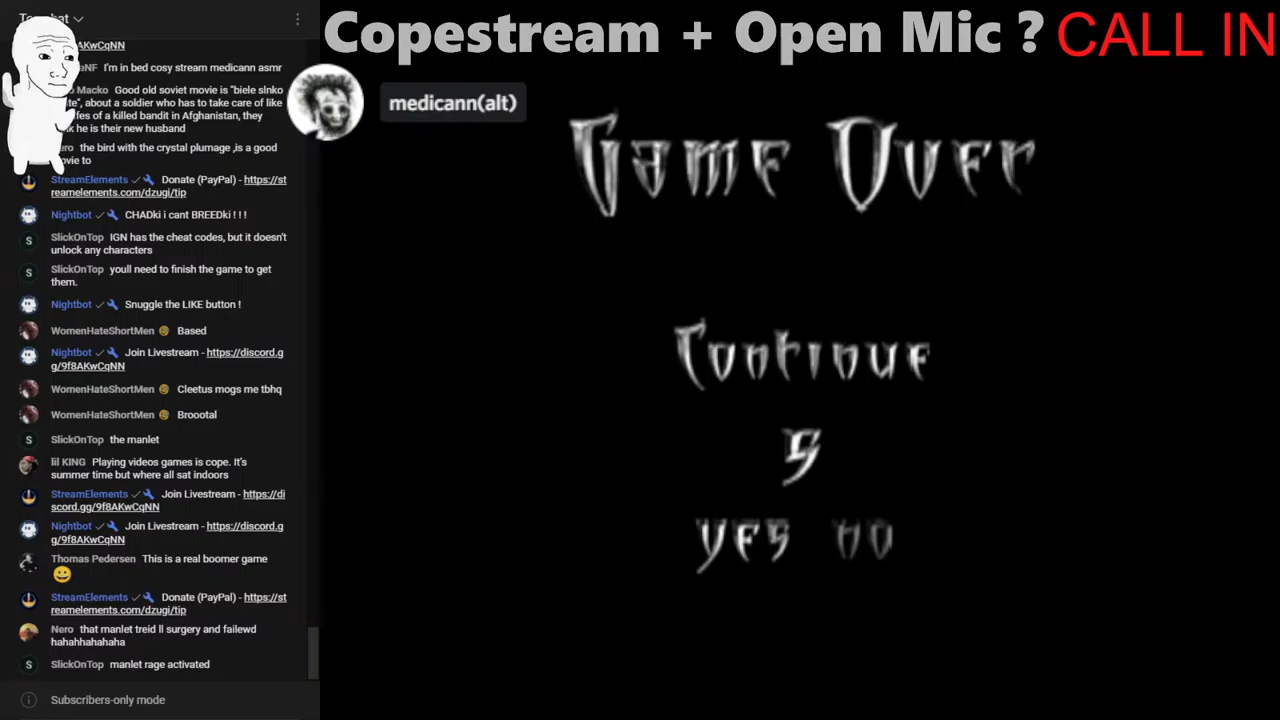 Copestream + Open Mic ? CALL IN
medicann(alt)
Game Over
Continue
5
Yes No
AKwCQNN
I'm in bed cosy stream medicann asmr
Macko Good old soviet movie is "biele slnko
about a soldier who has to take care of like
of a killed bandit in Afghanistan, they
he is their new husband
the bird with the crystal plumage ,is a good
to
StreamElements Donate (PayPal) - https://st
reamelements.com/dzugi/tip
Nightbot CHADki i cant BREEDki ! ! !
SlickOnTop IGN has the cheat codes, but it doesn't
unlock any characters
SlickOnTop youll need to finish the game to get
them.
Nightbot Snuggle the LIKE button !
WomenHateShortMen Based
Nightbot Join Livestream - https://discord.g
g/9f8AKwCqNN
WomenHateShortMen Cleetus mogs me tbhq
WomenHateShortMen Broootal
SlickOnTop the manlet
lil KING Playing videos games is cope. It's
summer time but where all sat indoors
StreamElements Join Livestream - https://di
scord.gg/9f8AKwCqNN
Nightbot Join Livestream - https://discord.g
g/9f8AKwCqNN
Thomas Pedersen This is a real boomer game
StreamElements Donate (PayPal) - https://st
reamelements.com/dzugi/tip
Nero that manlet treid ll surgery and failewd
hahahhahahaha
SlickOnTop manlet rage activated
Subscribers-only mode